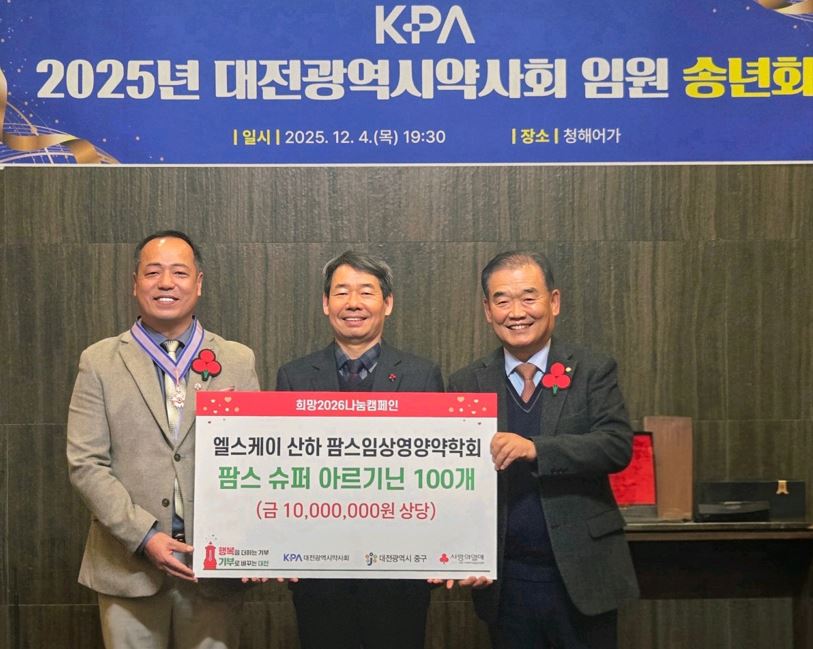 KPA
2025년 대전광역시약사회 임원 송년회
| 일시 | 2025. 12. 4.(목) 19:30
| 장소 | 청해어가
희망2026나눔캠페인
엘스케이 산하 팜스임상영양약학회
팜스 슈퍼 아르기닌 100개
(금 10,000,000원 상당)
행복을 더하는 기부
기부로 바꾸는 대전
KPA 대전광역시약사회
대전광역시 중구
사랑의열매